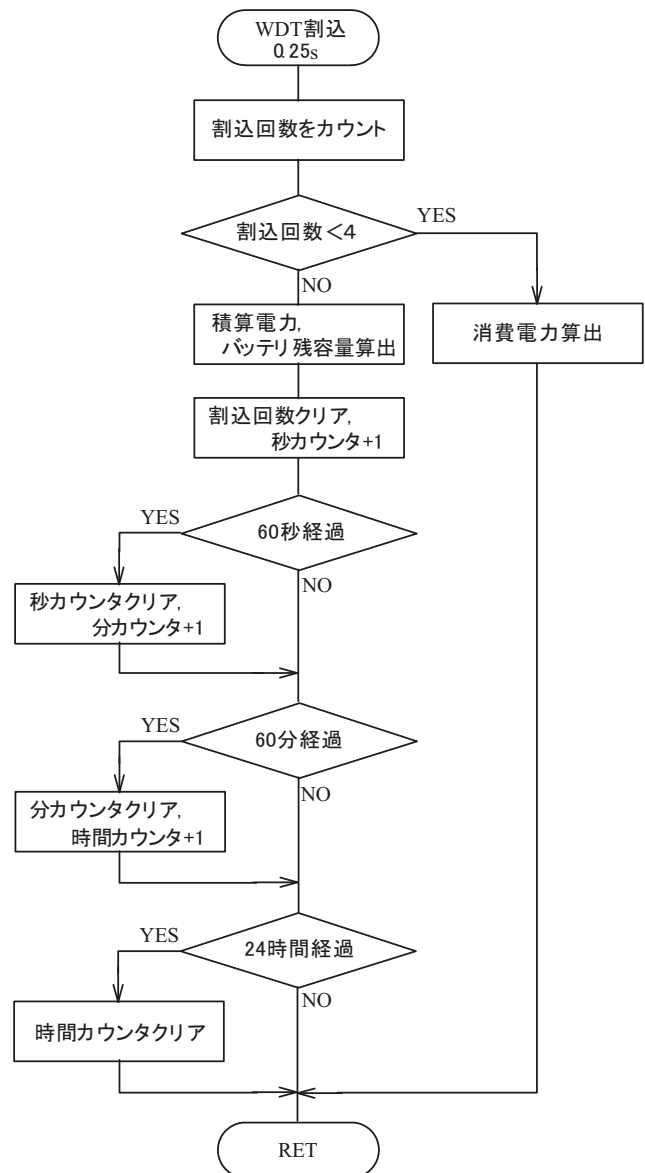 WDT割込
0.25s
割込回数をカウント
割込回数<4
YES
NO
積算電力,
バッテリ残容量算出
消費電力算出
割込回数クリア,
秒カウンタ+1
YES
60秒経過
NO
秒カウンタクリア,
分カウンタ+1
YES
60分経過
NO
分カウンタクリア,
時間カウンタ+1
YES
24時間経過
NO
時間カウンタクリア
RET